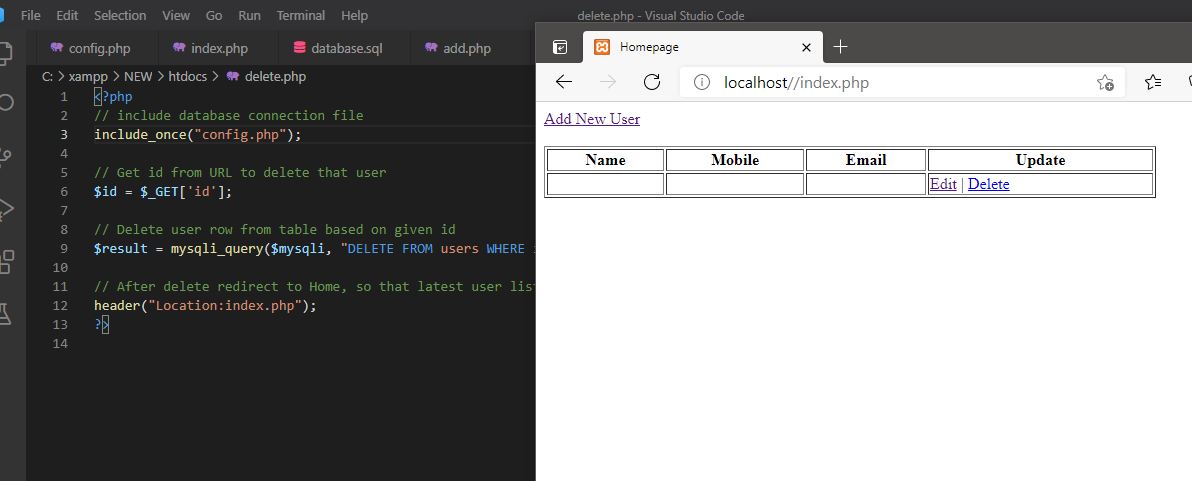 File Edit Selection View Go Run Terminal Help
delete.php - Visual Studio Code
config.php index.php database.sql add.php
C: > xampp > NEW > htdocs > delete.php
1 <?php
2 // include database connection file
3 include_once("config.php");
4
5 // Get id from URL to delete that user
6 $id = $_GET['id'];
7
8 // Delete user row from table based on given id
9 $result = mysqli_query($mysqli, "DELETE FROM users WHERE
10
11 // After delete redirect to Home, so that latest user list
12 header("Location:index.php");
13 ?>
14
Homepage
localhost//index.php
Add New User
Name Mobile Email Update
Edit | Delete